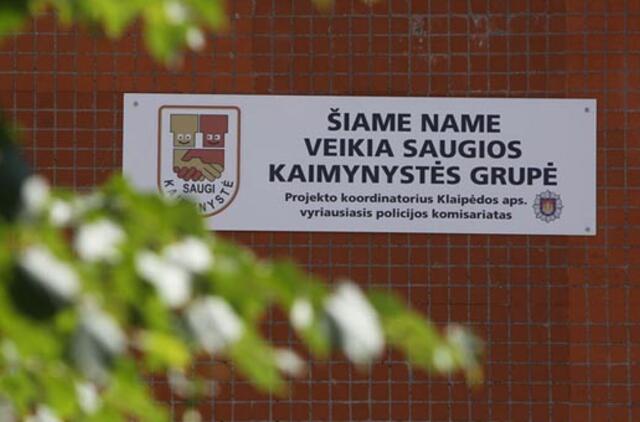 ŠIAME NAME
VEIKIA SAUGIOS
KAIMYNYSTĖS GRUPĖ
Projekto koordinatorius Klaipėdos aps.
vyriausiasis policijos komisariatas
SAUGI
KAIMYNYSTĖ